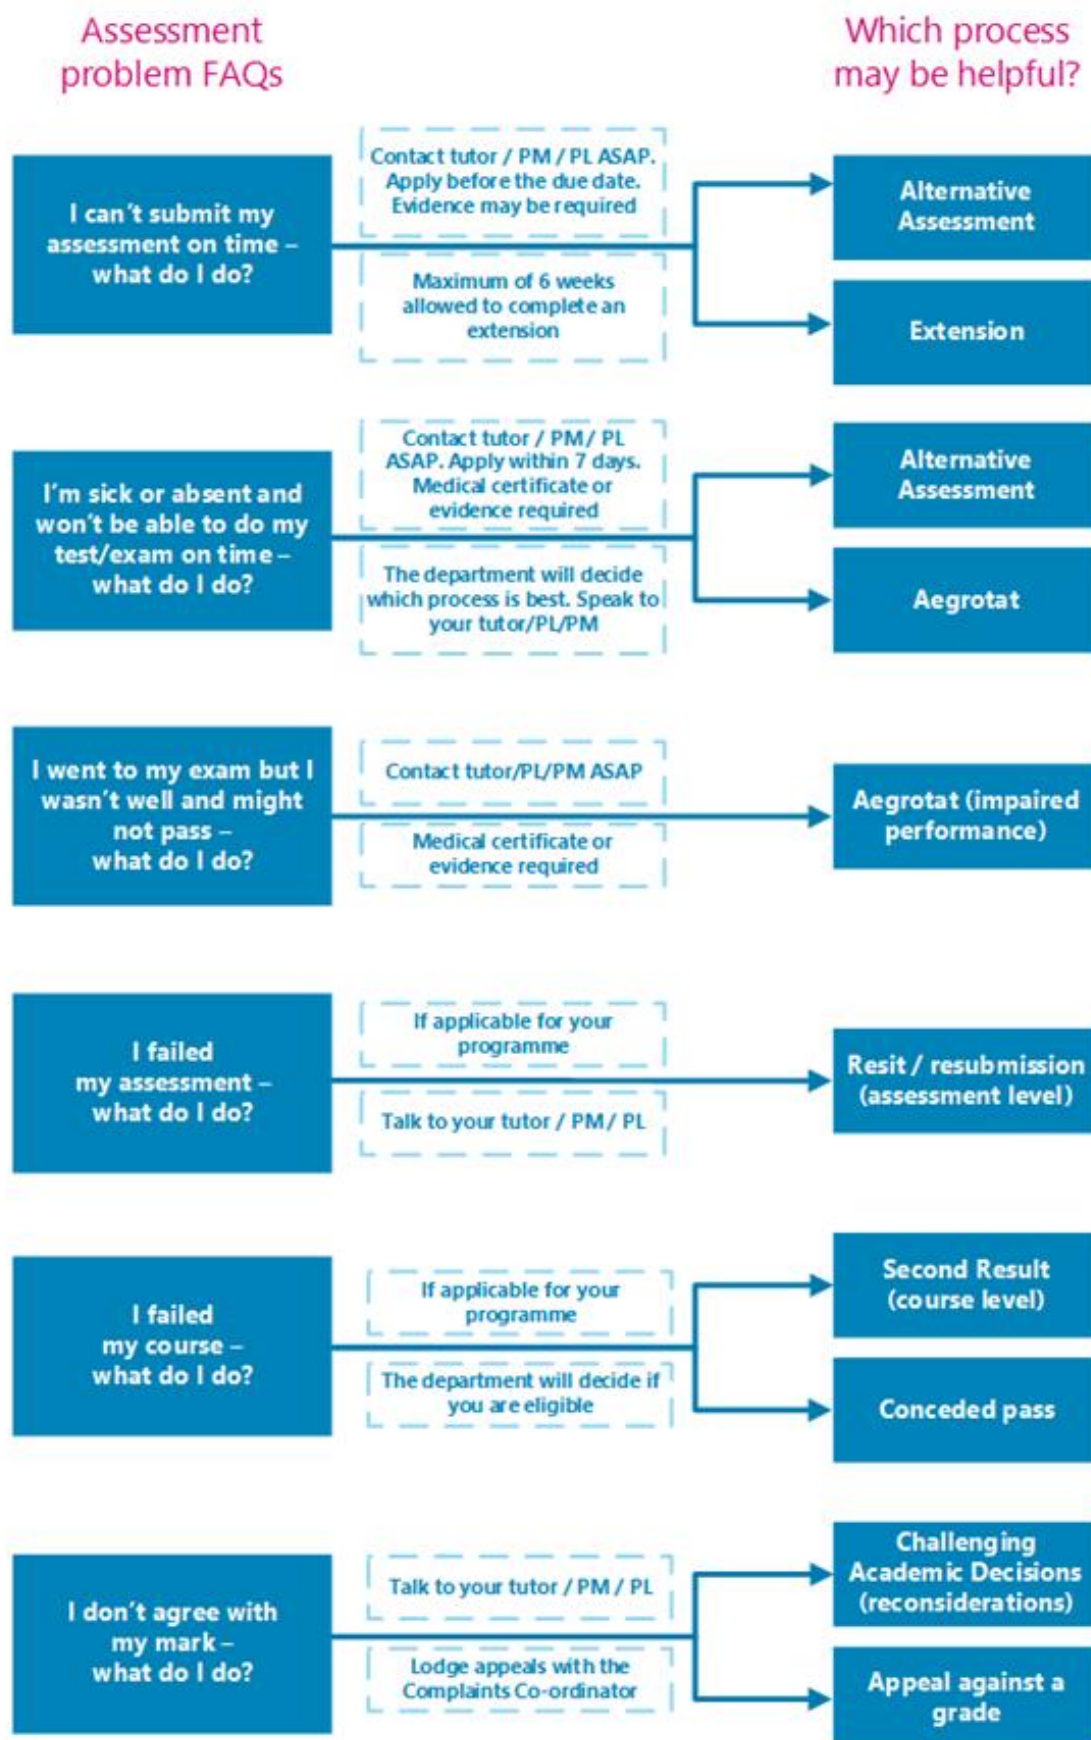 Assessment
problem FAQs
Which process
may be helpful?
I can't submit my
assessment on time –
what do I do?
Contact tutor / PM / PL ASAP.
Apply before the due date.
Evidence may be required
Maximum of 6 weeks
allowed to complete an
extension
Alternative
Assessment
Extension
I'm sick or absent and
won't be able to do my
test/exam on time –
what do I do?
Contact tutor / PM / PL
ASAP. Apply within 7 days.
Medical certificate or
evidence required
The department will decide
which process is best. Speak to
your tutor/PL/PM
Alternative
Assessment
Aegrotat
I went to my exam but I
wasn't well and might
not pass –
what do I do?
Contact tutor/PL/PM ASAP
Medical certificate or
evidence required
Aegrotat (impaired
performance)
I failed
my assessment –
what do I do?
If applicable for your
programme
Talk to your tutor / PM / PL
Resit / resubmission
(assessment level)
I failed
my course –
what do I do?
If applicable for your
programme
The department will decide if
you are eligible
Second Result
(course level)
Conceded pass
I don't agree with
my mark –
what do I do?
Talk to your tutor / PM / PL
Lodge appeals with the
Complaints Co-ordinator
Challenging
Academic Decisions
(reconsiderations)
Appeal against a
grade